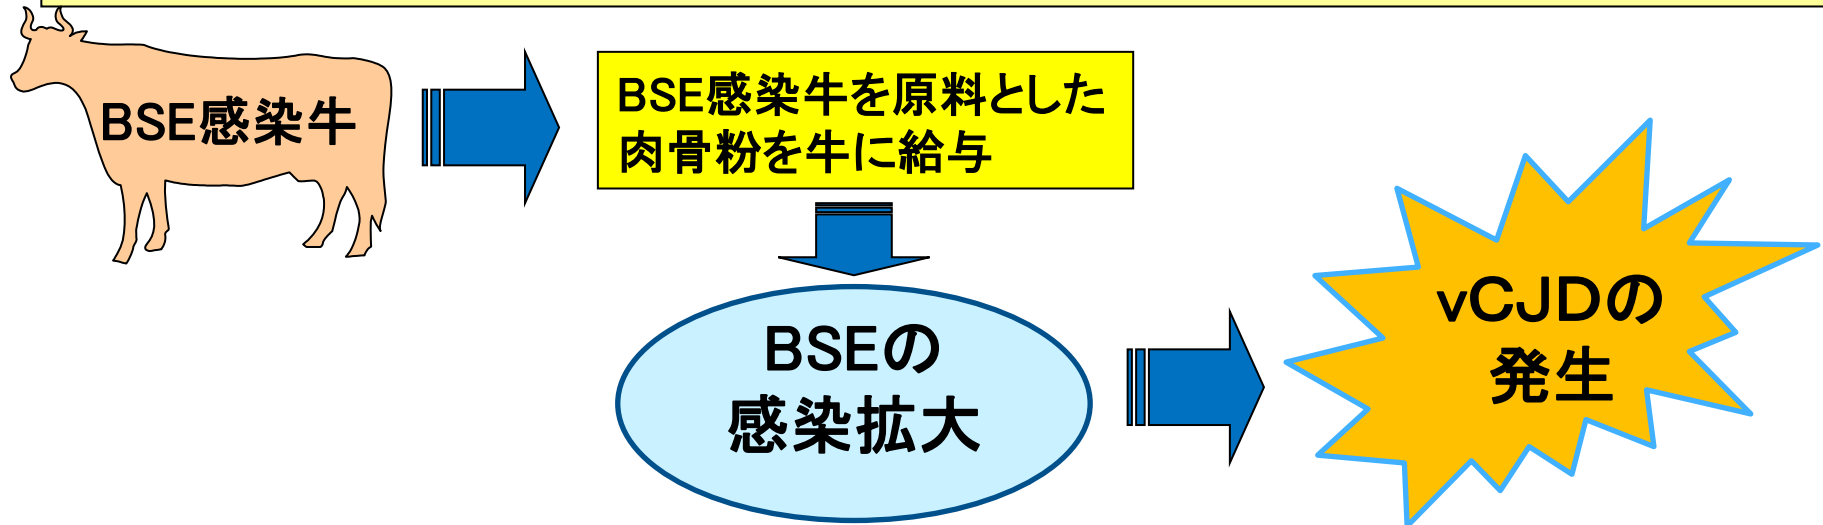 BSE感染牛
BSE感染牛を原料とした
肉骨粉を牛に給与
BSEの
感染拡大
vCJDの
発生